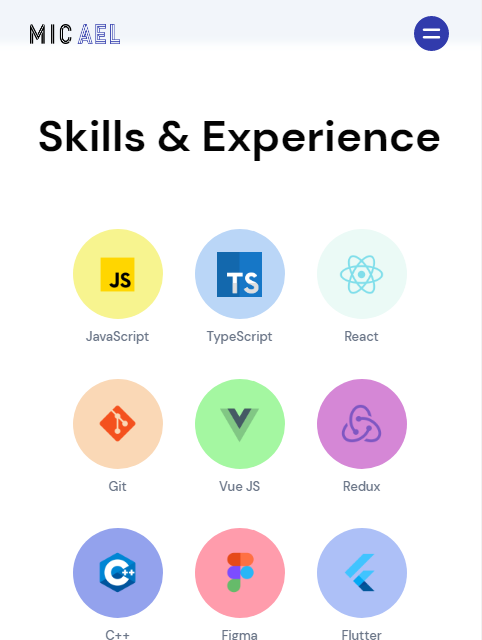 MICAEL
Skills & Experience
JS
TS
JavaScript TypeScript React
Git Vue JS Redux
C++
C++ Figma Flutter